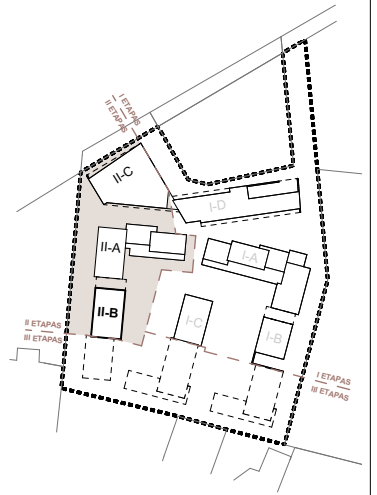 I ETAPAS
II ETAPAS
II-C
I-D
II-A
I-A
II-B
I-C
I-B
II ETAPAS
III ETAPAS
I ETAPAS
III ETAPAS